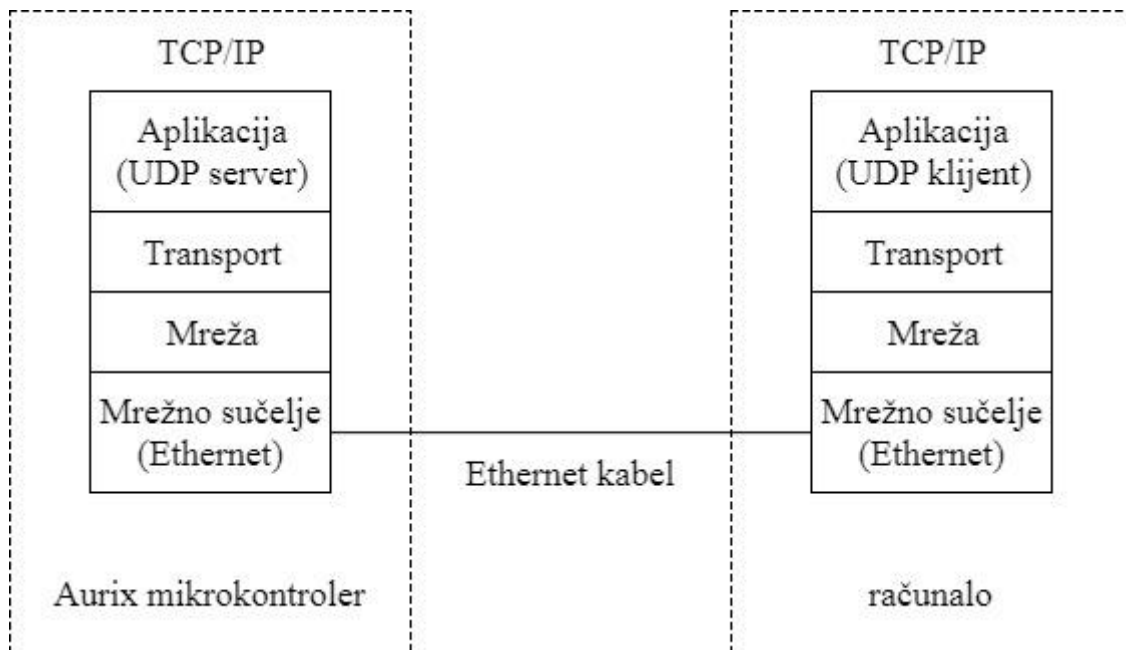 TCP/IP
Aplikacija
(UDP server)
Transport
Mreža
Mrežno sučelje
(Ethernet)
Aurix mikrokontroler
Ethernet kabel
TCP/IP
Aplikacija
(UDP klijent)
Transport
Mreža
Mrežno sučelje
(Ethernet)
računalo